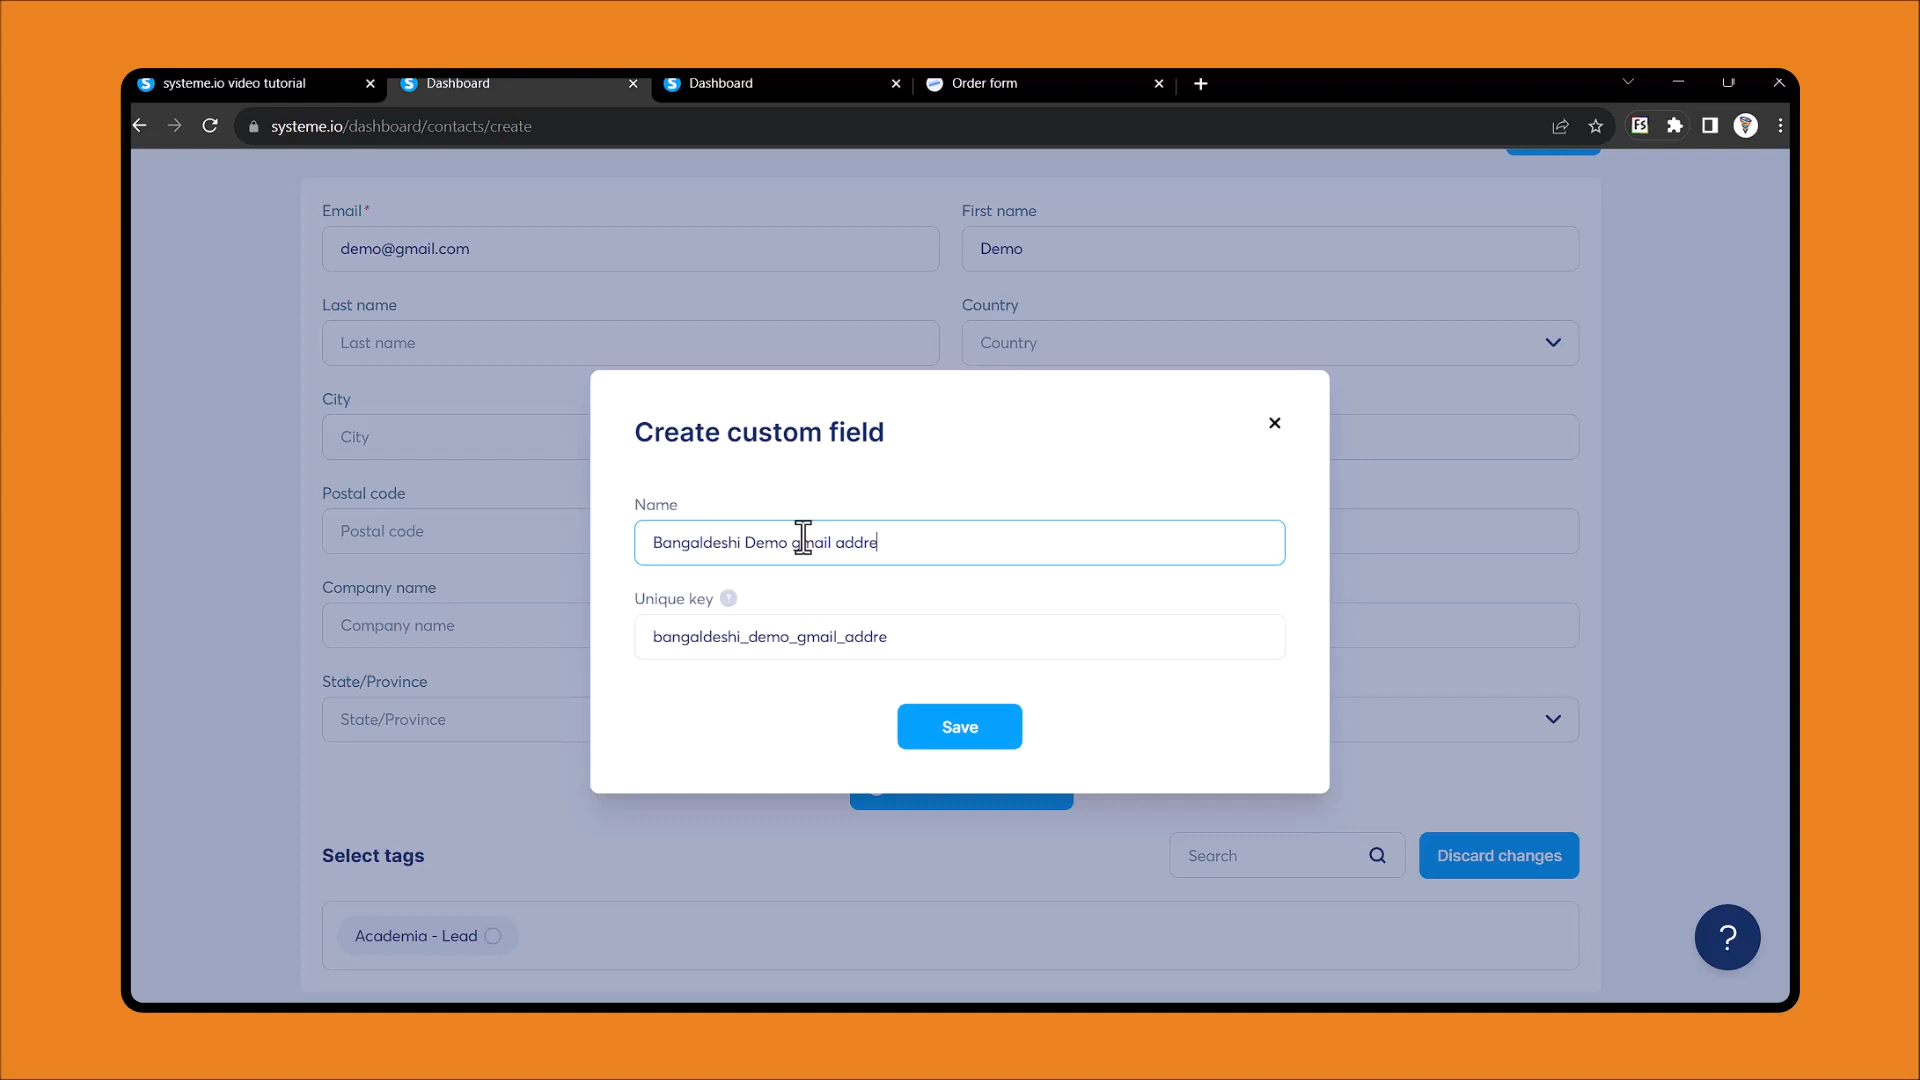 systeme.io video tutorial
Dashboard
Dashboard
Order form
systeme.io/dashboard/contacts/create
Email*
First name
demo@gmail.com
Demo
Last name
Country
Last name
Country
City
Create custom field
City
Postal code
Name
Postal code
Bangaldeshi Demo gmail addre
Company name
Unique key ?
Company name
bangaldeshi_demo_gmail_addre
State/Province
State/Province
Save
Select tags
Search
Discard changes
Academia - Lead
?